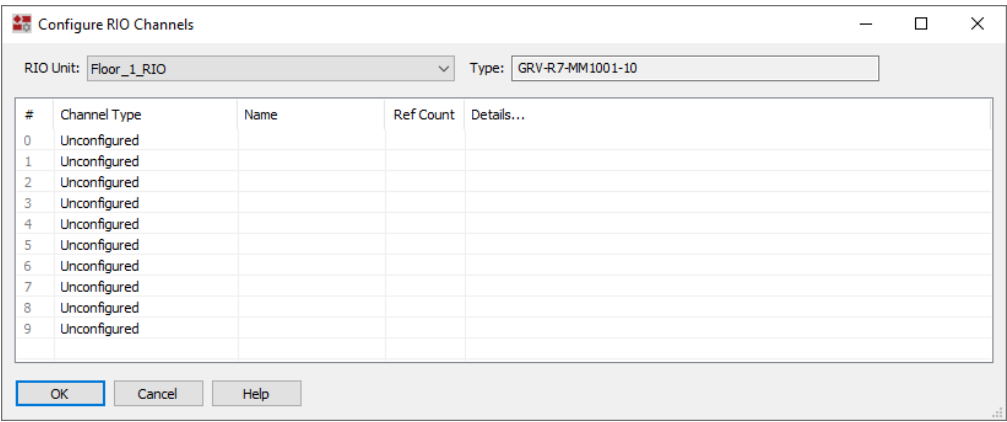 Configure RIO Channels
RIO Unit: Floor_1_RIO Type: GRV-R7-MM1001-10
# Channel Type Name Ref Count Details...
0 Unconfigured
1 Unconfigured
2 Unconfigured
3 Unconfigured
4 Unconfigured
5 Unconfigured
6 Unconfigured
7 Unconfigured
8 Unconfigured
9 Unconfigured
OK Cancel Help